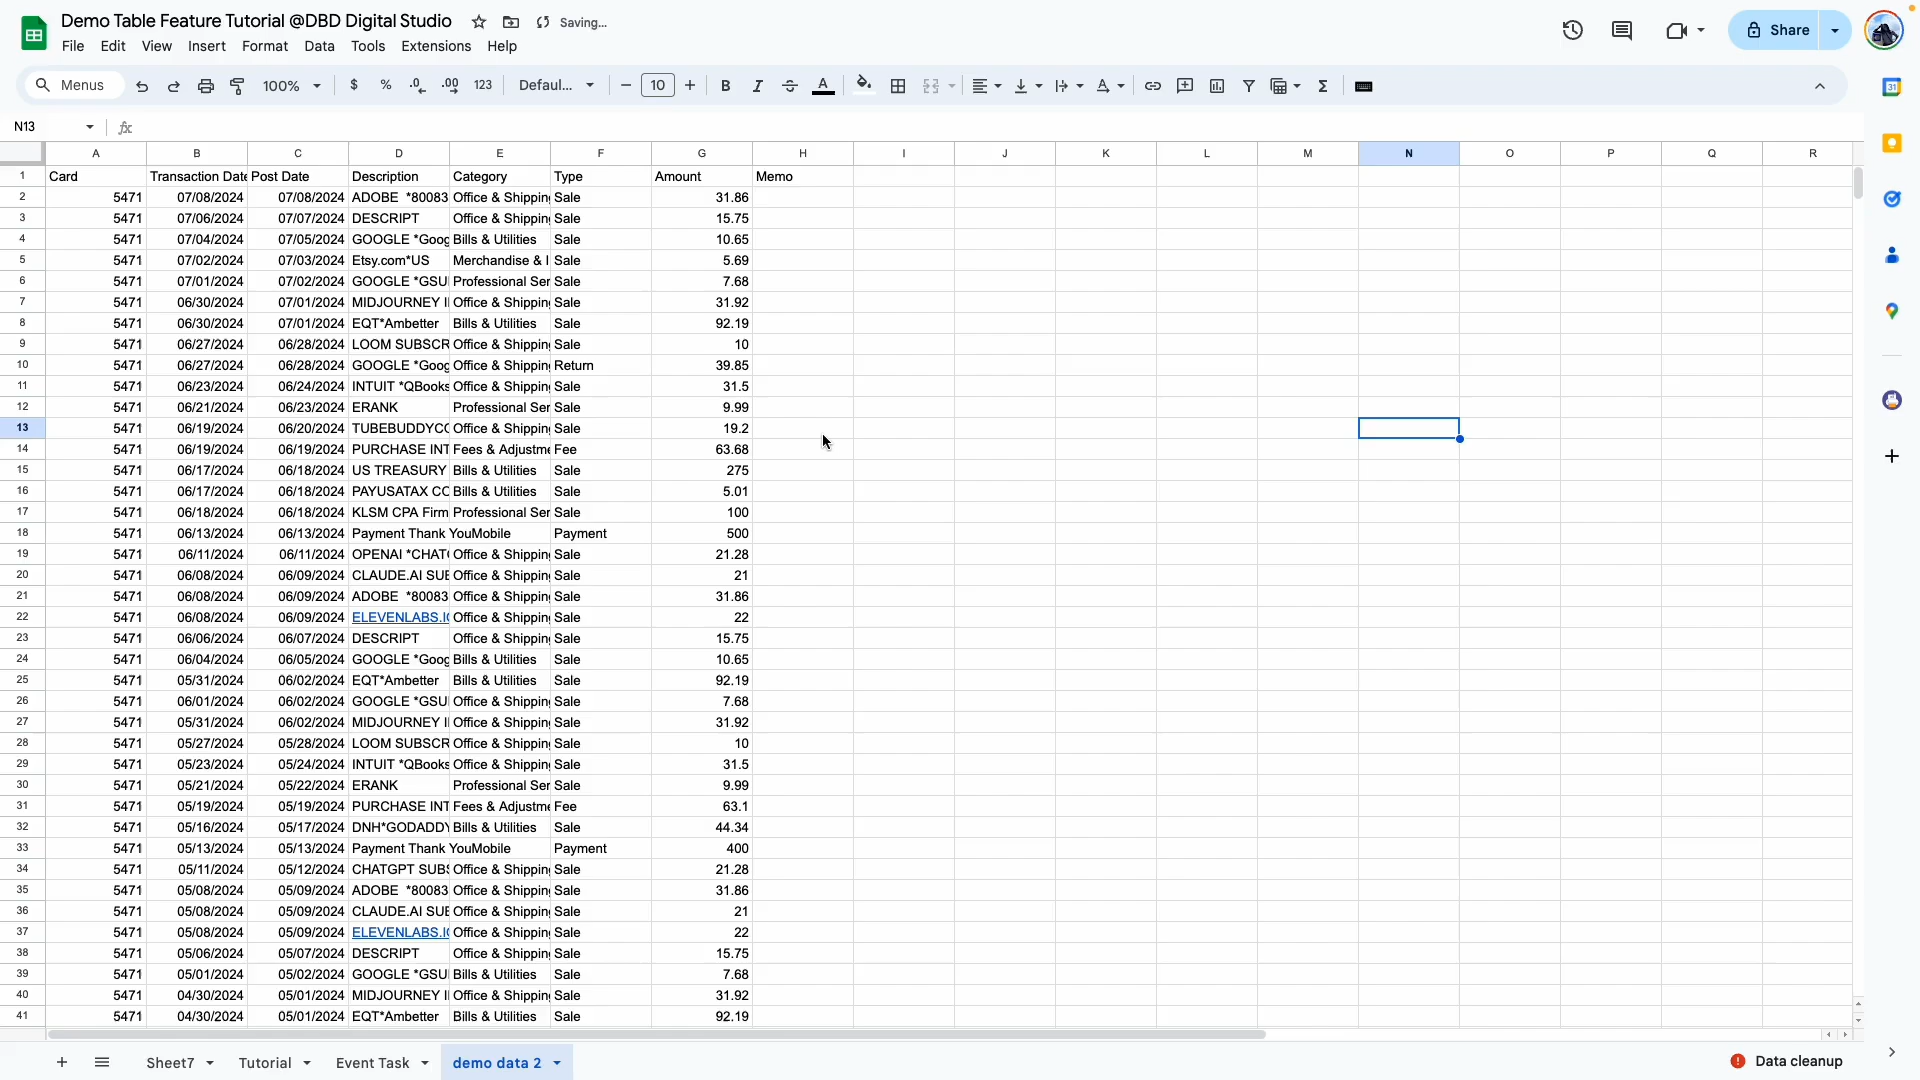 Demo Table Feature Tutorial @DBD Digital Studio Saving...
File Edit View Insert Format Data Tools Extensions Help
Share
Menus 100% $ % .0 .00 123 Defaul... − 10 + B I A Σ
N13 fx
A B C D E F G H I J K L M N O P Q R
1 Card Transaction Date Post Date Description Category Type Amount Memo
2 5471 07/08/2024 07/08/2024 ADOBE *80083 Office & Shipping Sale 31.86
3 5471 07/06/2024 07/07/2024 DESCRIPT Office & Shipping Sale 15.75
4 5471 07/04/2024 07/05/2024 GOOGLE *Goog Bills & Utilities Sale 10.65
5 5471 07/02/2024 07/03/2024 Etsy.com*US Merchandise & I Sale 5.69
6 5471 07/01/2024 07/02/2024 GOOGLE *GSUI Professional Ser Sale 7.68
7 5471 06/30/2024 07/01/2024 MIDJOURNEY I Office & Shipping Sale 31.92
8 5471 06/30/2024 07/01/2024 EQT*Ambetter Bills & Utilities Sale 92.19
9 5471 06/27/2024 06/28/2024 LOOM SUBSCR Office & Shipping Sale 10
10 5471 06/27/2024 06/28/2024 GOOGLE *Goog Office & Shipping Return 39.85
11 5471 06/23/2024 06/24/2024 INTUIT *QBooks Office & Shipping Sale 31.5
12 5471 06/21/2024 06/23/2024 ERANK Professional Ser Sale 9.99
13 5471 06/19/2024 06/20/2024 TUBEBUDDYCO Office & Shipping Sale 19.2
14 5471 06/19/2024 06/19/2024 PURCHASE INT Fees & Adjustme Fee 63.68
15 5471 06/17/2024 06/18/2024 US TREASURY Bills & Utilities Sale 275
16 5471 06/17/2024 06/18/2024 PAYUSATAX CC Bills & Utilities Sale 5.01
17 5471 06/18/2024 06/18/2024 KLSM CPA Firm Professional Ser Sale 100
18 5471 06/13/2024 06/13/2024 Payment Thank YouMobile Payment 500
19 5471 06/11/2024 06/11/2024 OPENAI *CHAT Office & Shipping Sale 21.28
20 5471 06/08/2024 06/09/2024 CLAUDE.AI SUE Office & Shipping Sale 21
21 5471 06/08/2024 06/09/2024 ADOBE *80083 Office & Shipping Sale 31.86
22 5471 06/08/2024 06/09/2024 ELEVENLABS.IO Office & Shipping Sale 22
23 5471 06/06/2024 06/07/2024 DESCRIPT Office & Shipping Sale 15.75
24 5471 06/04/2024 06/05/2024 GOOGLE *Goog Bills & Utilities Sale 10.65
25 5471 05/31/2024 06/02/2024 EQT*Ambetter Bills & Utilities Sale 92.19
26 5471 06/01/2024 06/02/2024 GOOGLE *GSUI Office & Shipping Sale 7.68
27 5471 05/31/2024 06/02/2024 MIDJOURNEY I Office & Shipping Sale 31.92
28 5471 05/27/2024 05/28/2024 LOOM SUBSCR Office & Shipping Sale 10
29 5471 05/23/2024 05/24/2024 INTUIT *QBooks Office & Shipping Sale 31.5
30 5471 05/21/2024 05/22/2024 ERANK Professional Ser Sale 9.99
31 5471 05/19/2024 05/19/2024 PURCHASE INT Fees & Adjustme Fee 63.1
32 5471 05/16/2024 05/17/2024 DNH*GODADDY Bills & Utilities Sale 44.34
33 5471 05/13/2024 05/13/2024 Payment Thank YouMobile Payment 400
34 5471 05/11/2024 05/12/2024 CHATGPT SUBS Office & Shipping Sale 21.28
35 5471 05/08/2024 05/09/2024 ADOBE *80083 Office & Shipping Sale 31.86
36 5471 05/08/2024 05/09/2024 CLAUDE.AI SUE Office & Shipping Sale 21
37 5471 05/08/2024 05/09/2024 ELEVENLABS.IO Office & Shipping Sale 22
38 5471 05/06/2024 05/07/2024 DESCRIPT Office & Shipping Sale 15.75
39 5471 05/01/2024 05/02/2024 GOOGLE *GSUI Bills & Utilities Sale 7.68
40 5471 04/30/2024 05/01/2024 MIDJOURNEY I Office & Shipping Sale 31.92
41 5471 04/30/2024 05/01/2024 EQT*Ambetter Bills & Utilities Sale 92.19
+ Sheet7 Tutorial Event Task demo data 2 Data cleanup